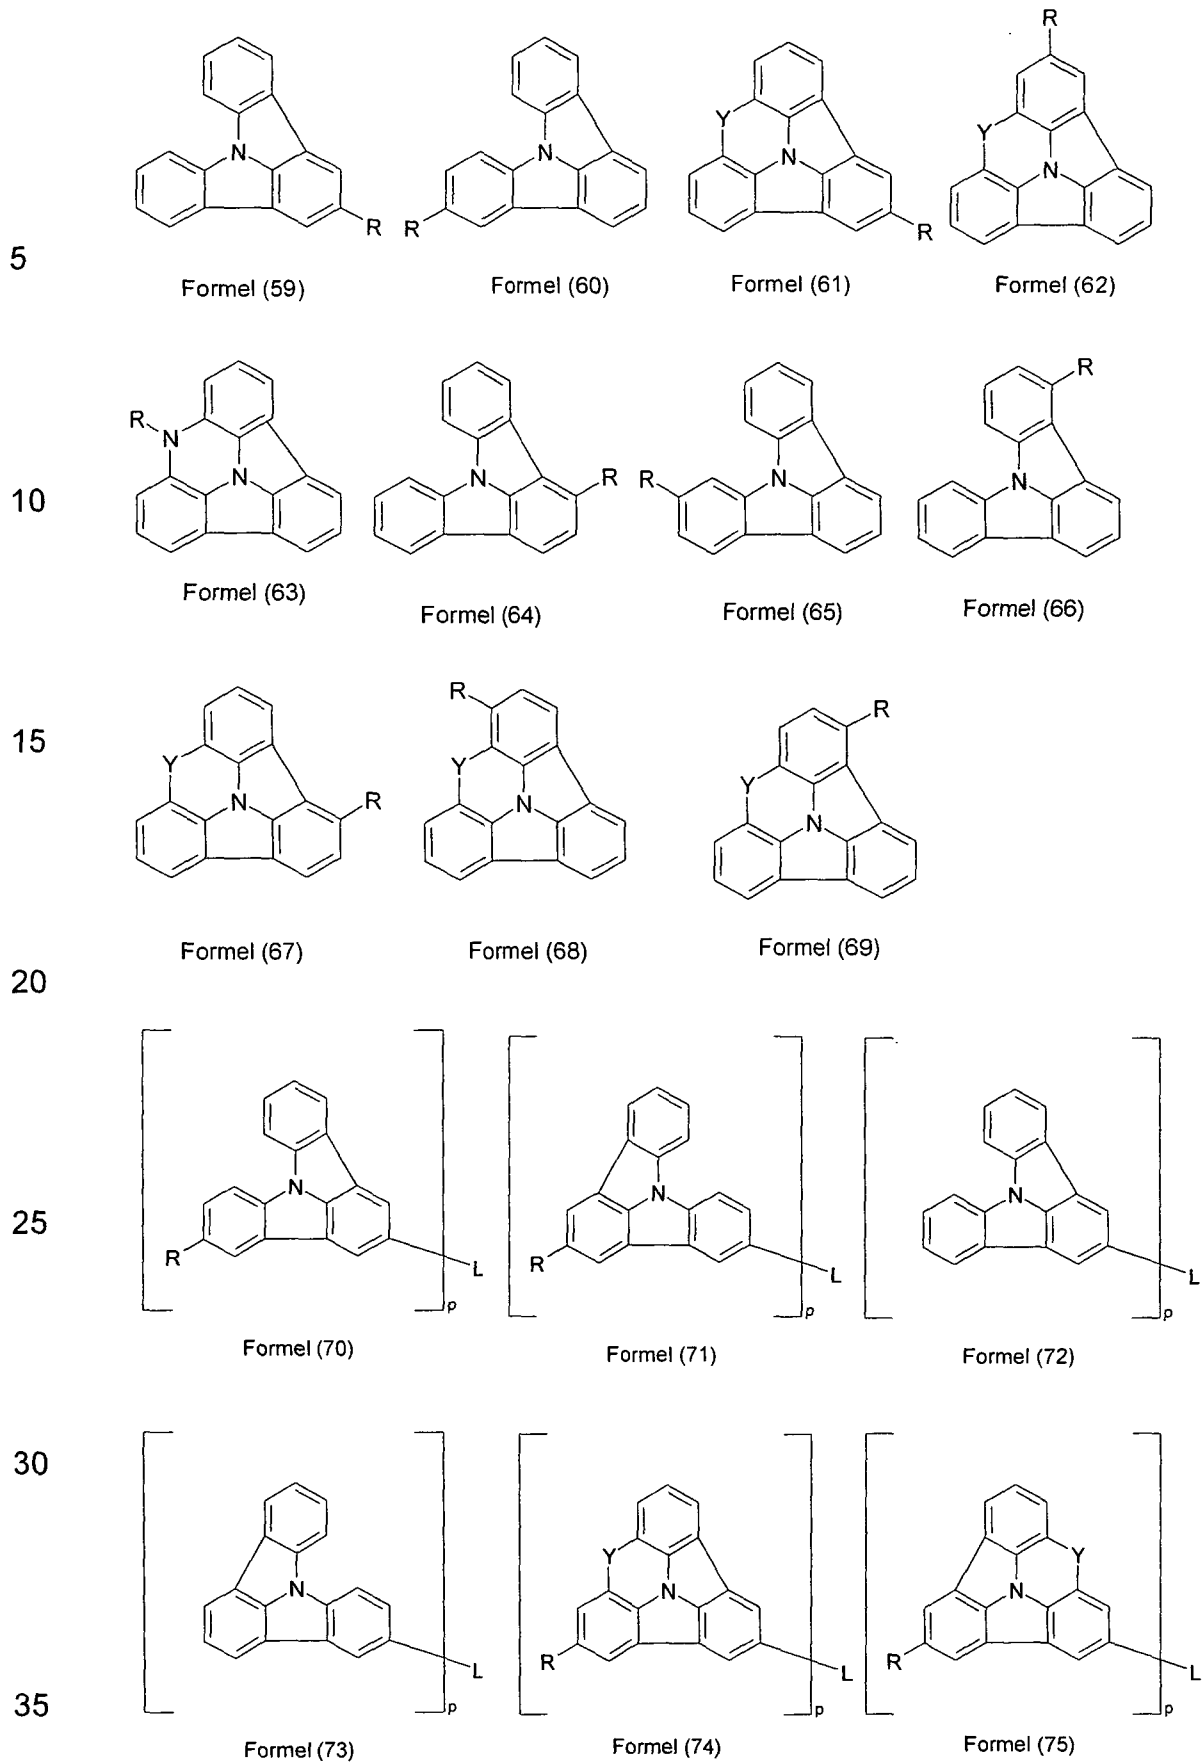 R
R
Y
N
N
Y
N
N
R
R
R
5
Formel (59) Formel (60) Formel (61) Formel (62)
R
R
N
N
N
R
R
N
N
10
Formel (63) Formel (64) Formel (65) Formel (66)
R
R
15
Y
Y
Y
N
R
N
N
Formel (67) Formel (68) Formel (69)
20
N
N
N
25
R
L
R
L
L
p
p
p
Formel (70) Formel (71) Formel (72)
30
Y
Y
N
N
N
L
R
L
R
L
35
p
p
p
Formel (73) Formel (74) Formel (75)